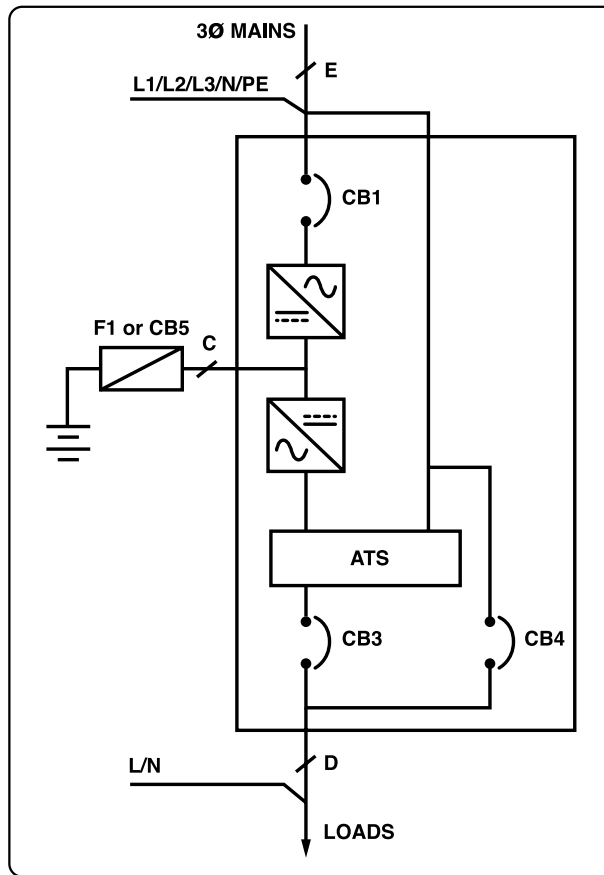 3Ø MAINS
E
L1/L2/L3/N/PE
CB1
F1 or CB5
C
ATS
CB3
CB4
D
L/N
LOADS